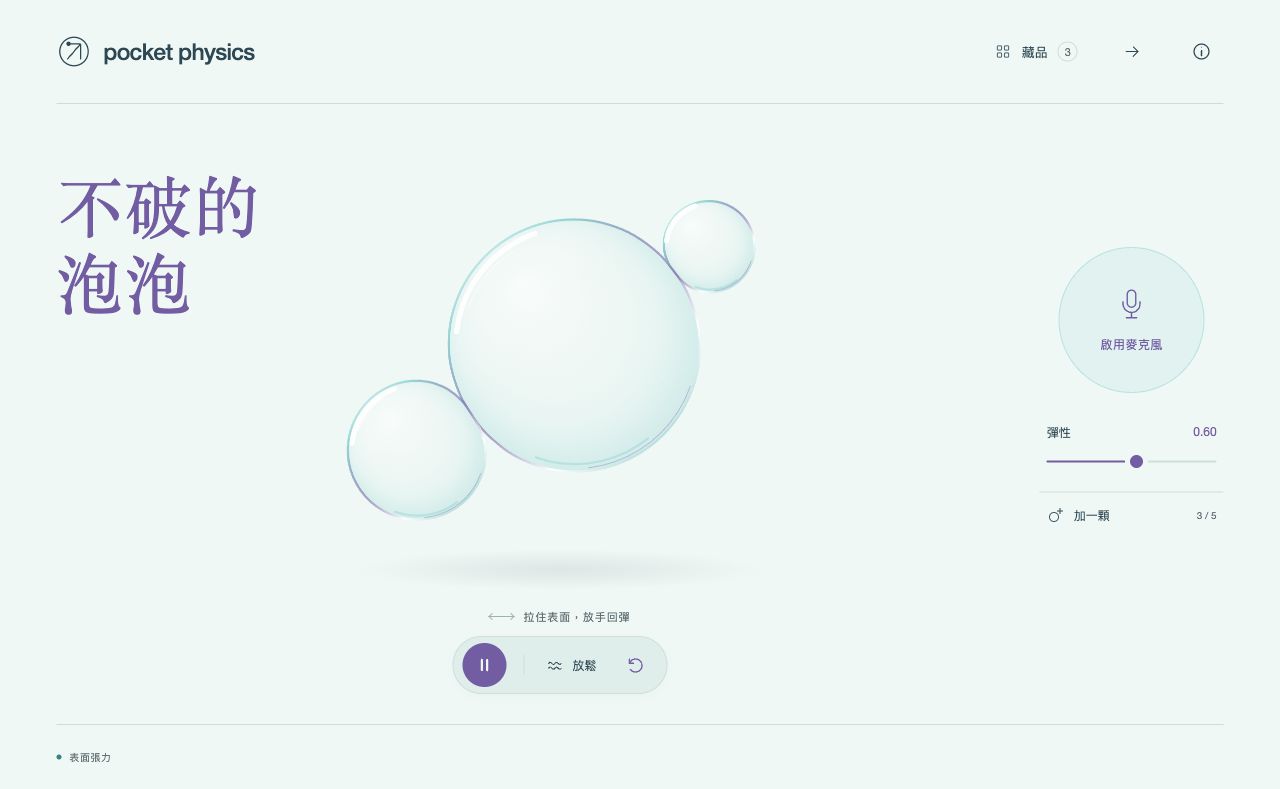 pocket physics
藏品 3
不破的
泡泡
啟用麥克風
彈性 0.60
加一顆 3 / 5
拉住表面，放手回彈
放鬆
表面張力